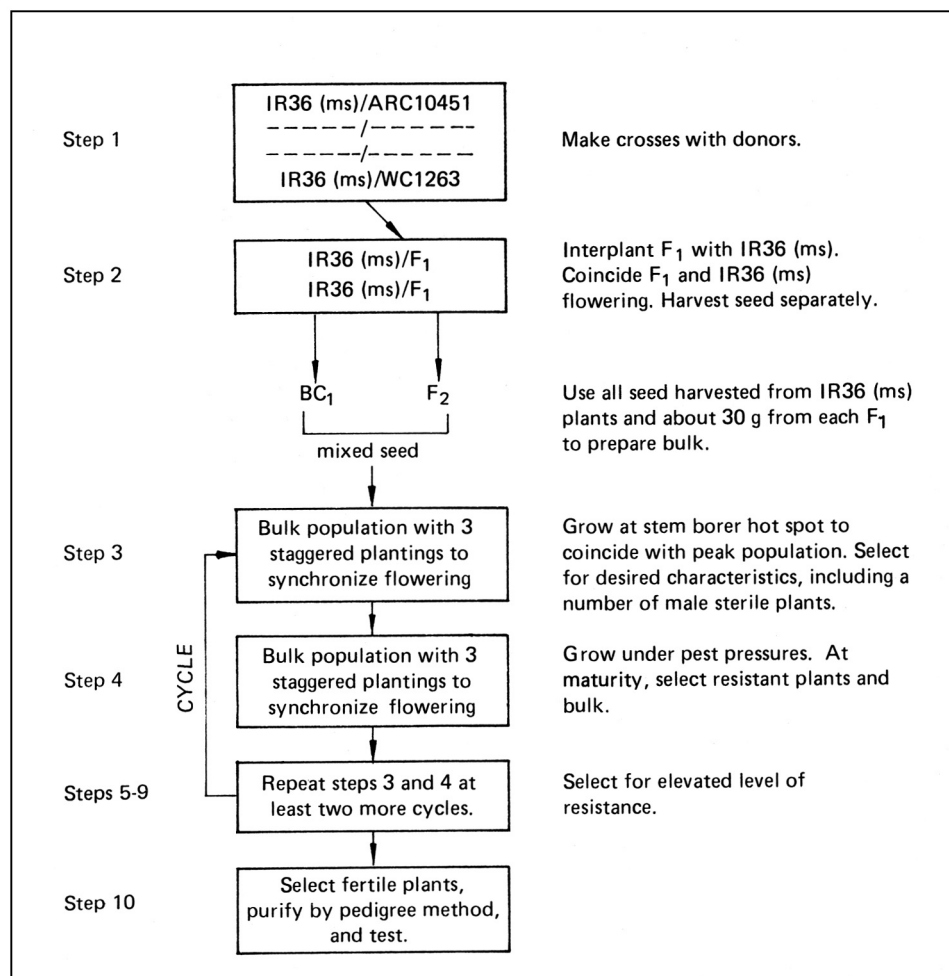 Step 1
IR36 (ms)/ARC10451
------/-------
------/-------
IR36 (ms)/WC1263
Make crosses with donors.
Step 2
IR36 (ms)/F₁
IR36 (ms)/F₁
Interplant F₁ with IR36 (ms).
Coincide F₁ and IR36 (ms)
flowering. Harvest seed separately.
BC₁ F₂
mixed seed
Use all seed harvested from IR36 (ms)
plants and about 30 g from each F₁
to prepare bulk.
Step 3
Bulk population with 3
staggered plantings to
synchronize flowering
Grow at stem borer hot spot to
coincide with peak population. Select
for desired characteristics, including a
number of male sterile plants.
CYCLE
Step 4
Bulk population with 3
staggered plantings to
synchronize flowering
Grow under pest pressures. At
maturity, select resistant plants and
bulk.
Steps 5-9
Repeat steps 3 and 4 at
least two more cycles.
Select for elevated level of
resistance.
Step 10
Select fertile plants,
purify by pedigree method,
and test.